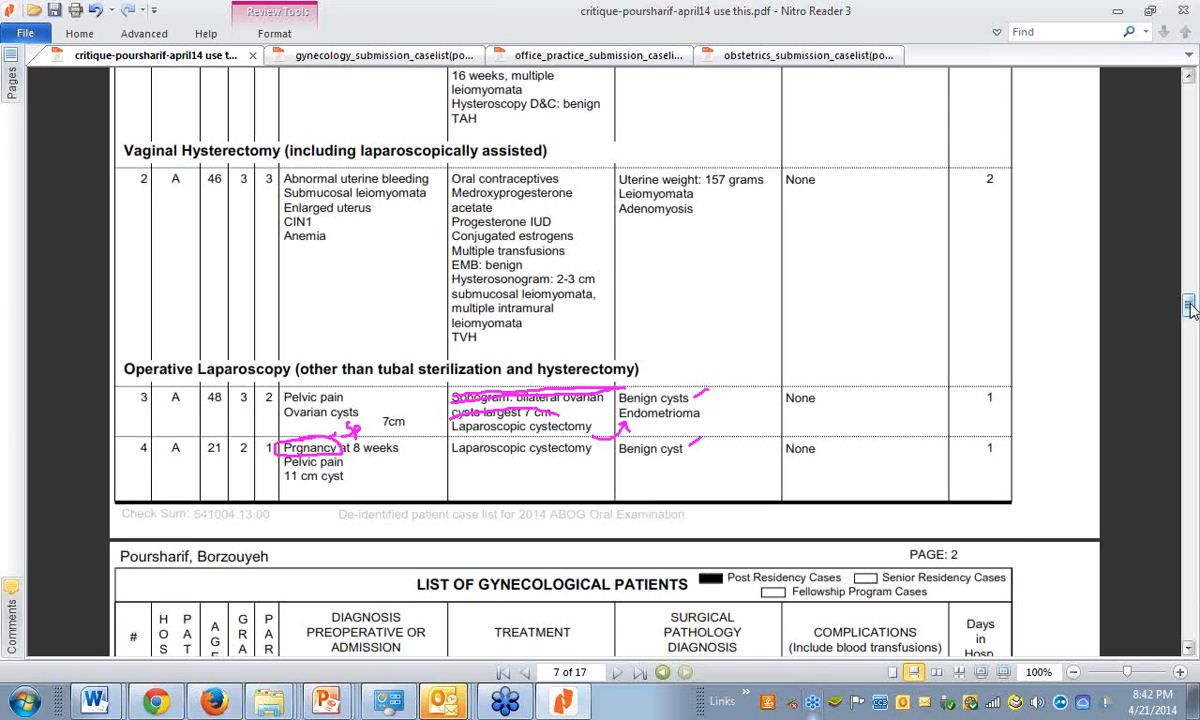 Review Tools
critique-poursharif-april14 use this.pdf - Nitro Reader 3
File Home Advanced Help Format Find
critique-poursharif-april14 use t... gynecology_submission_caselist(po... office_practice_submission_caseli... obstetrics_submission_caselist(po...
Pages
16 weeks, multiple
leiomyomata
Hysteroscopy D&C: benign
TAH
Vaginal Hysterectomy (including laparoscopically assisted)
2 A 46 3 3 Abnormal uterine bleeding Oral contraceptives Uterine weight: 157 grams None 2
Submucosal leiomyomata Medroxyprogesterone Leiomyomata
Enlarged uterus acetate Adenomyosis
CIN1 Progesterone IUD
Anemia Conjugated estrogens
Multiple transfusions
EMB: benign
Hysterosonogram: 2-3 cm
submucosal leiomyomata,
multiple intramural
leiomyomata
TVH
Operative Laparoscopy (other than tubal sterilization and hysterectomy)
3 A 48 3 2 Pelvic pain Sonogram: bilateral ovarian Benign cysts None 1
Ovarian cysts cysts largest 7 cm Endometrioma
7cm Laparoscopic cystectomy
sp
4 A 21 2 1 Prgnancy at 8 weeks Laparoscopic cystectomy Benign cyst None 1
Pelvic pain
11 cm cyst
Check Sum: 541004.13.00 De-identified patient case list for 2014 ABOG Oral Examination
Poursharif, Borzouyeh PAGE: 2
LIST OF GYNECOLOGICAL PATIENTS Post Residency Cases Senior Residency Cases
Fellowship Program Cases
# HOS PAT AGE GRA PAR DIAGNOSIS PREOPERATIVE OR ADMISSION TREATMENT SURGICAL PATHOLOGY DIAGNOSIS COMPLICATIONS (Include blood transfusions) Days in Hosp
Comments
7 of 17 100%
Links 8:42 PM
4/21/2014